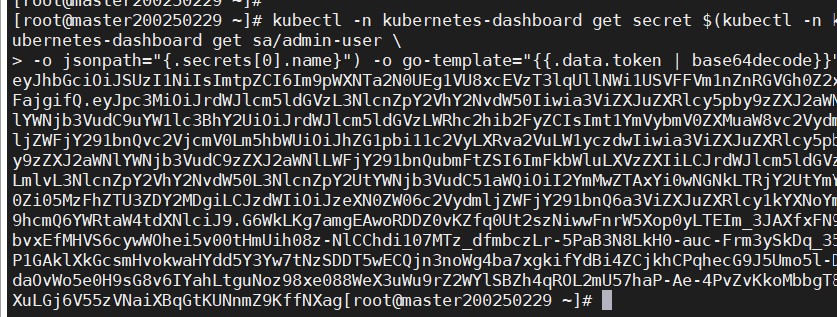 [root@master200250229 ~]#
[root@master200250229 ~]# kubectl -n kubernetes-dashboard get secret $(kubectl -n k
ubernetes-dashboard get sa/admin-user \
> -o jsonpath="{.secrets[0].name}") -o go-template="{{.data.token | base64decode}}"
eyJhbGciOiJSUzI1NiIsImtpZCI6Im9pWXNTa2N0UEg1VU8xcEVzT3lqUllNWi1USVFFVm1nZnRGVGh0Z2x
FajgifQ.eyJpc3MiOiJrdWJlcm5ldGVzL3NlcnZpY2VhY2NvdW50Iiwia3ViZXJuZXRlcy5pby9zZXJ2aWN
lYWNjb3VudC9uYW1lc3BhY2UiOiJrdWJlcm5ldGVzLWRhc2hib2FyZCIsImt1YmVybmV0ZXMuaW8vc2Vydm
ljZWFjY291bnQvc2VjcmV0Lm5hbWUiOiJhZG1pbi11c2VyLXRva2VuLW1yczdwIiwia3ViZXJuZXRlcy5pb
y9zZXJ2aWNlYWNjb3VudC9zZXJ2aWNlLWFjY291bnQubmFtZSI6ImFkbWluLXVzZXIiLCJrdWJlcm5ldGVz
LmlvL3NlcnZpY2VhY2NvdW50L3NlcnZpY2UtYWNjb3VudC51aWQiOiI2YmMwZTAxYi0wNGNkLTRjY2UtYmY
0Zi05MzFhZTU3ZDY2MDgiLCJzdWIiOiJzeXN0ZW06c2VydmljZWFjY291bnQ6a3ViZXJuZXRlcy1kYXNoYm
9hcmQ6YWRtaW4tdXNlciJ9.G6WkLKg7amgEAwoRDDZ0vKZfq0Ut2szNiwwFnrW5Xop0yLTEIm_3JAXfxFN9
bvxEfMHVS6cywWOhei5v00tHmUih08z-NlCChdi107MTz_dfmbczLr-5PaB3N8LkH0-auc-Frm3ySkDq_35
P1GAklXkGcsmHvokwaHYdd5Y3Yw7tNzSDDT5wECQjn3noWg4ba7xgkifYdBi4ZCjkhCPqhecG9J5Umo5l-D
daOvWo5e0H9sG8v6IYahLtguNoz98xe088WeX3uWu9rZ2WYlSBZh4qROL2mU57haP-Ae-4PvZvKkoMbbgT8
XuLGj6V55zVNaiXBqGtKUNnmZ9KffNXag[root@master200250229 ~]#